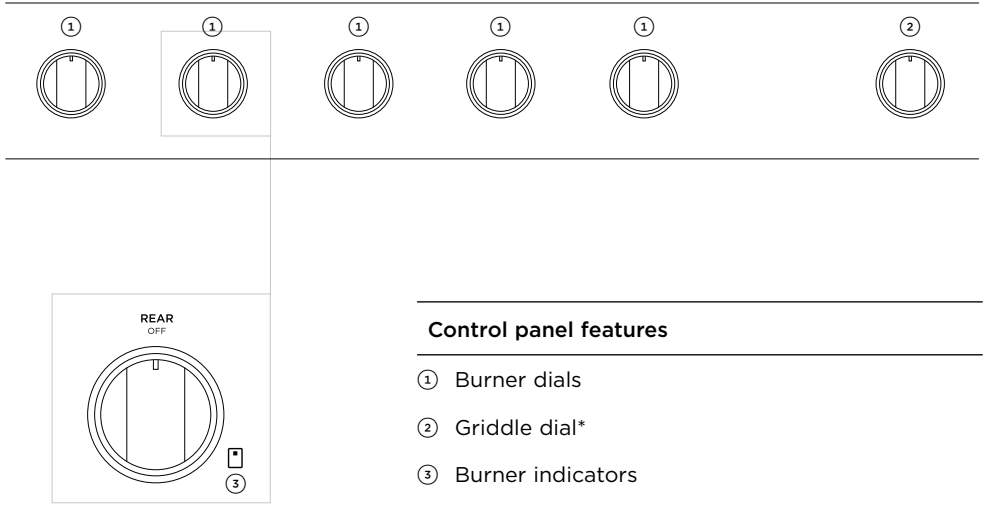 ① ① ① ① ① ②
REAR
OFF
③
Control panel features
① Burner dials
② Griddle dial*
③ Burner indicators